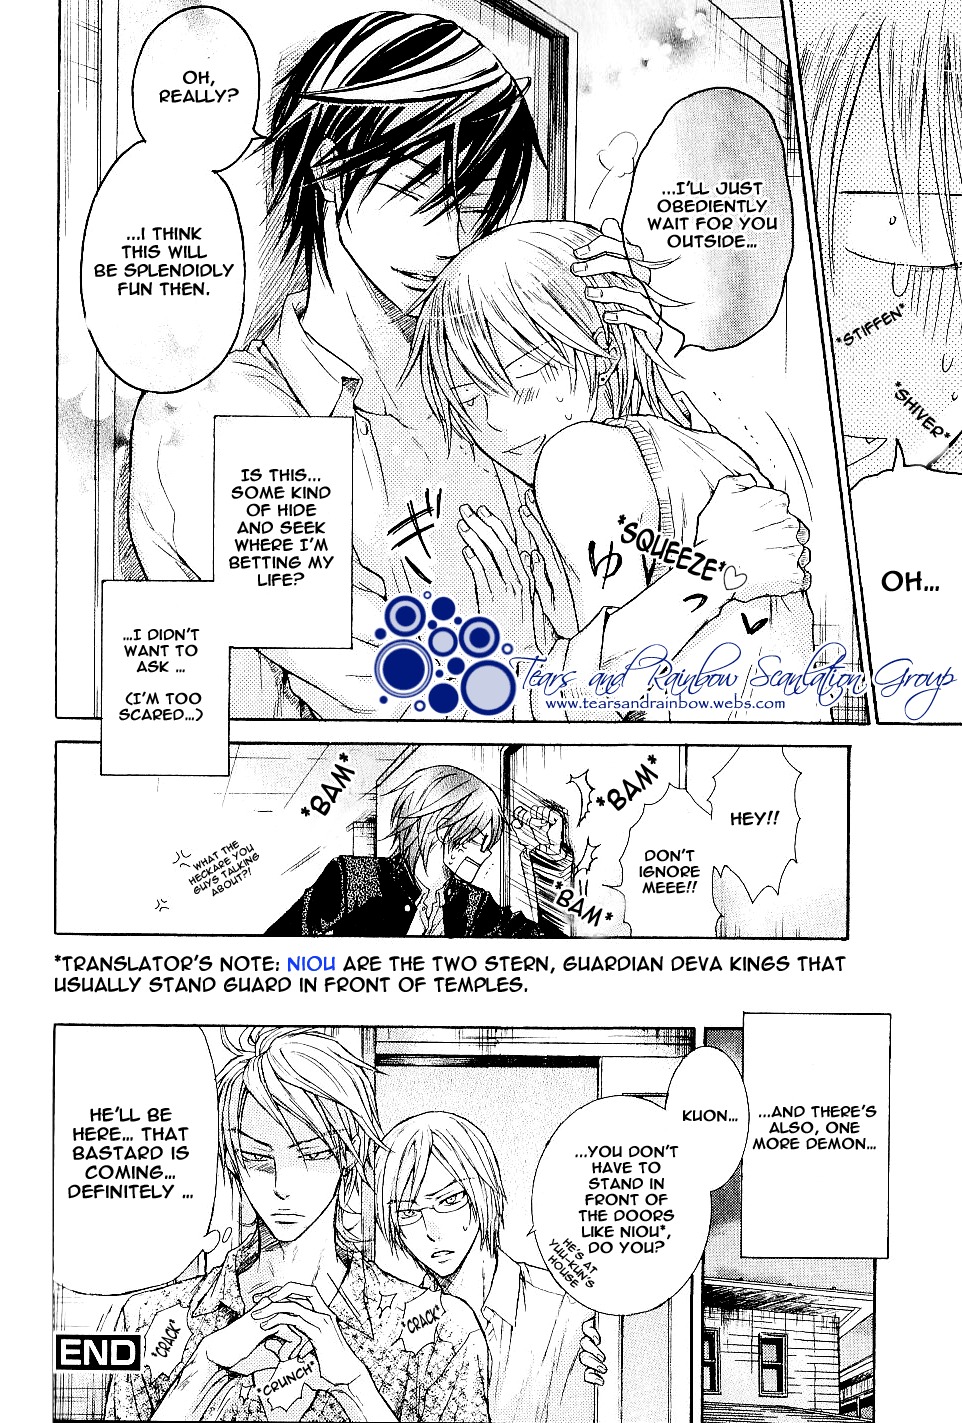 *STIFFEN*
*SHIVER*
OH...
...I'LL JUST
OBEDIENTLY
WAIT FOR YOU
OUTSIDE...
OH,
REALLY?
...I THINK
THIS WILL
BE SPLENDIDLY
FUN THEN.
ギ
ゆ
っ
*SQUEEZE*♡
IS THIS...
SOME KIND
OF HIDE
AND SEEK
WHERE I'M
BETTING MY
LIFE?
...I DIDN'T
WANT TO
ASK ...
(I'M TOO
SCARED...)
Tears and Rainbow Scanlation Group
www.tearsandrainbow.webs.com
HEY!!
DON'T
IGNORE
MEEE!!
*BAM*
*BAM*
*BAM*
WHAT THE
HECKARE YOU
GUYS TALKING
ABOUT?!
*TRANSLATOR'S NOTE: NIOU ARE THE TWO STERN, GUARDIAN DEVA KINGS THAT
USUALLY STAND GUARD IN FRONT OF TEMPLES.
...AND THERE'S
ALSO, ONE
MORE DEMON...
KUON...
...YOU DON'T
HAVE TO
STAND IN
FRONT OF
THE DOORS
LIKE NIOU*,
DO YOU?
HE'S AT
YUU-KUN'S
HOUSE
HE'LL BE
HERE... THAT
BASTARD IS
COMING...
DEFINITELY ...
*CRACK*
*CRUNCH*
*CRACK*
END